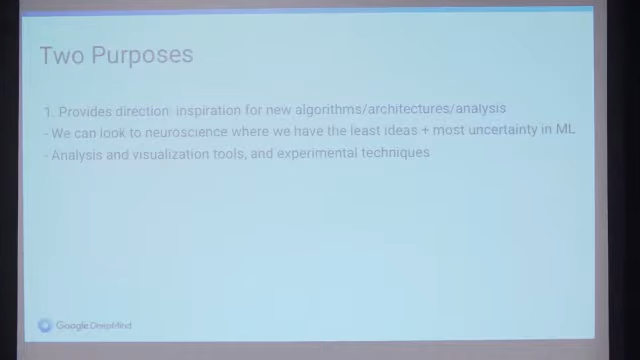 Two Purposes
1. Provides direction: inspiration for new algorithms/architectures/analysis
- We can look to neuroscience where we have the least ideas + most uncertainty in ML
- Analysis and visualization tools, and experimental techniques
Google DeepMind